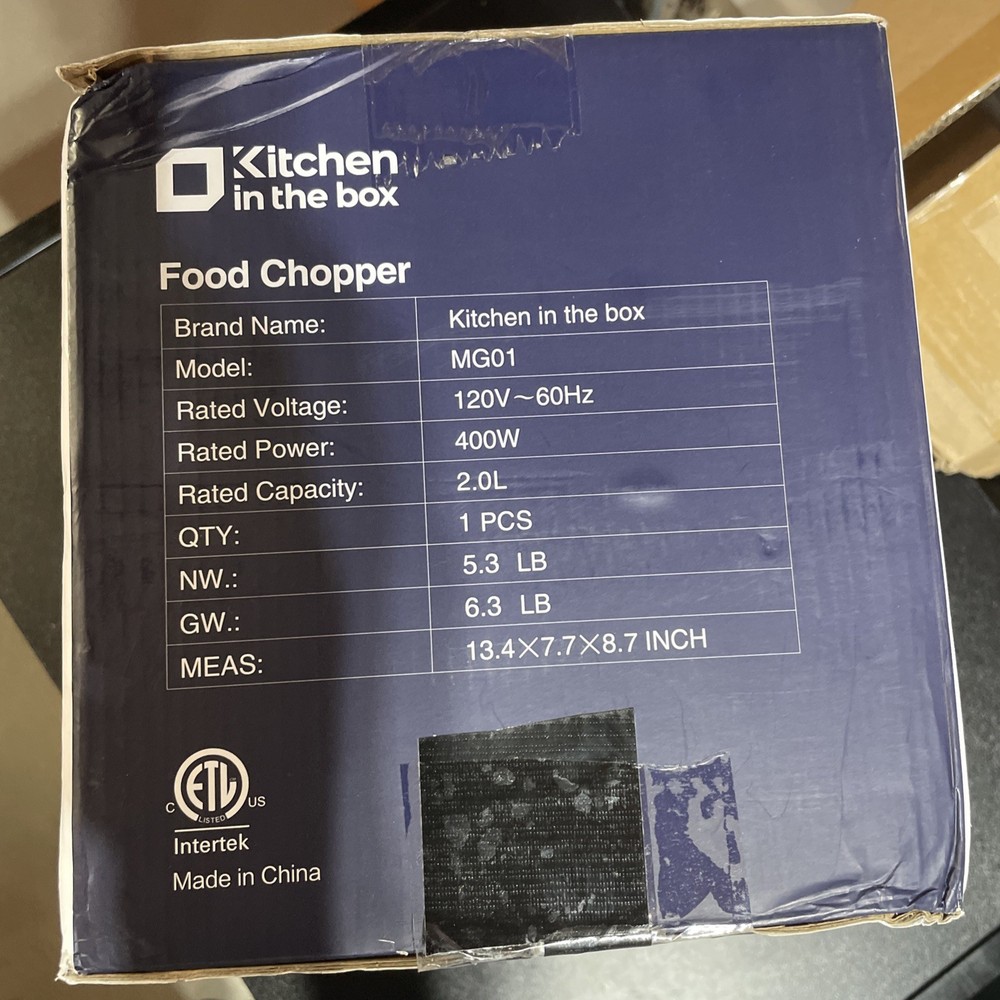 Kitchen
in the box
Food Chopper
Brand Name: Kitchen in the box
Model: MG01
Rated Voltage: 120V～60Hz
Rated Power: 400W
Rated Capacity: 2.0L
QTY: 1 PCS
NW.: 5.3 LB
GW.: 6.3 LB
MEAS: 13.4×7.7×8.7 INCH
ETL
C US
LISTED
Intertek
Made in China